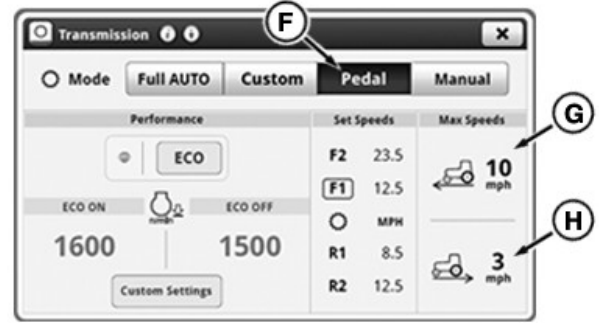 F
Transmission
Mode Full AUTO Custom Pedal Manual
G
Performance Set Speeds Max Speeds
ECO
F2 23.5
10
mph
F1 12.5
ECO ON n/min ECO OFF
MPH
H
1600 1500
R1 8.5
3
mph
Custom Settings
R2 12.5